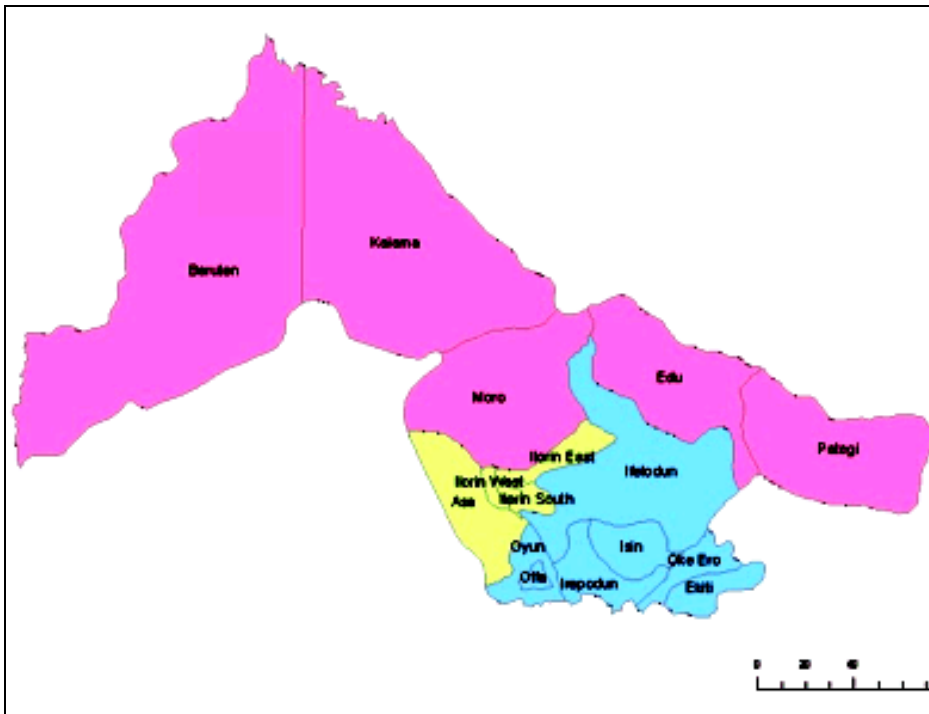 Kaiama
Baruten
Edu
Moro
Pategi
Ilorin East
Ifelodun
Ilorin West
Asa
Ilorin South
Oyun
Isin
Oke Ero
Offa
Irepodun
Ekiti
0 20 40